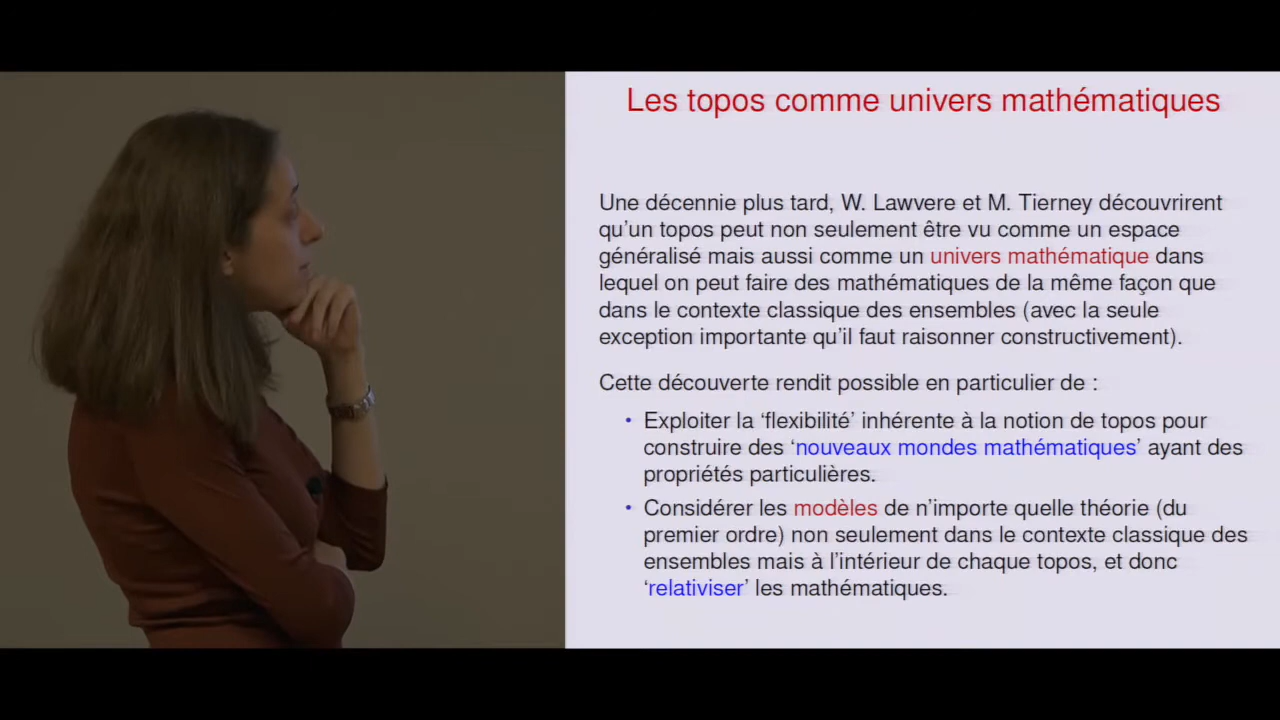 Les topos comme univers mathématiques
Une décennie plus tard, W. Lawvere et M. Tierney découvrirent
qu’un topos peut non seulement être vu comme un espace
généralisé mais aussi comme un univers mathématique dans
lequel on peut faire des mathématiques de la même façon que
dans le contexte classique des ensembles (avec la seule
exception importante qu’il faut raisonner constructivement).
Cette découverte rendit possible en particulier de :
• Exploiter la ‘flexibilité’ inhérente à la notion de topos pour
construire des ‘nouveaux mondes mathématiques’ ayant des
propriétés particulières.
• Considérer les modèles de n’importe quelle théorie (du
premier ordre) non seulement dans le contexte classique des
ensembles mais à l’intérieur de chaque topos, et donc
‘relativiser’ les mathématiques.